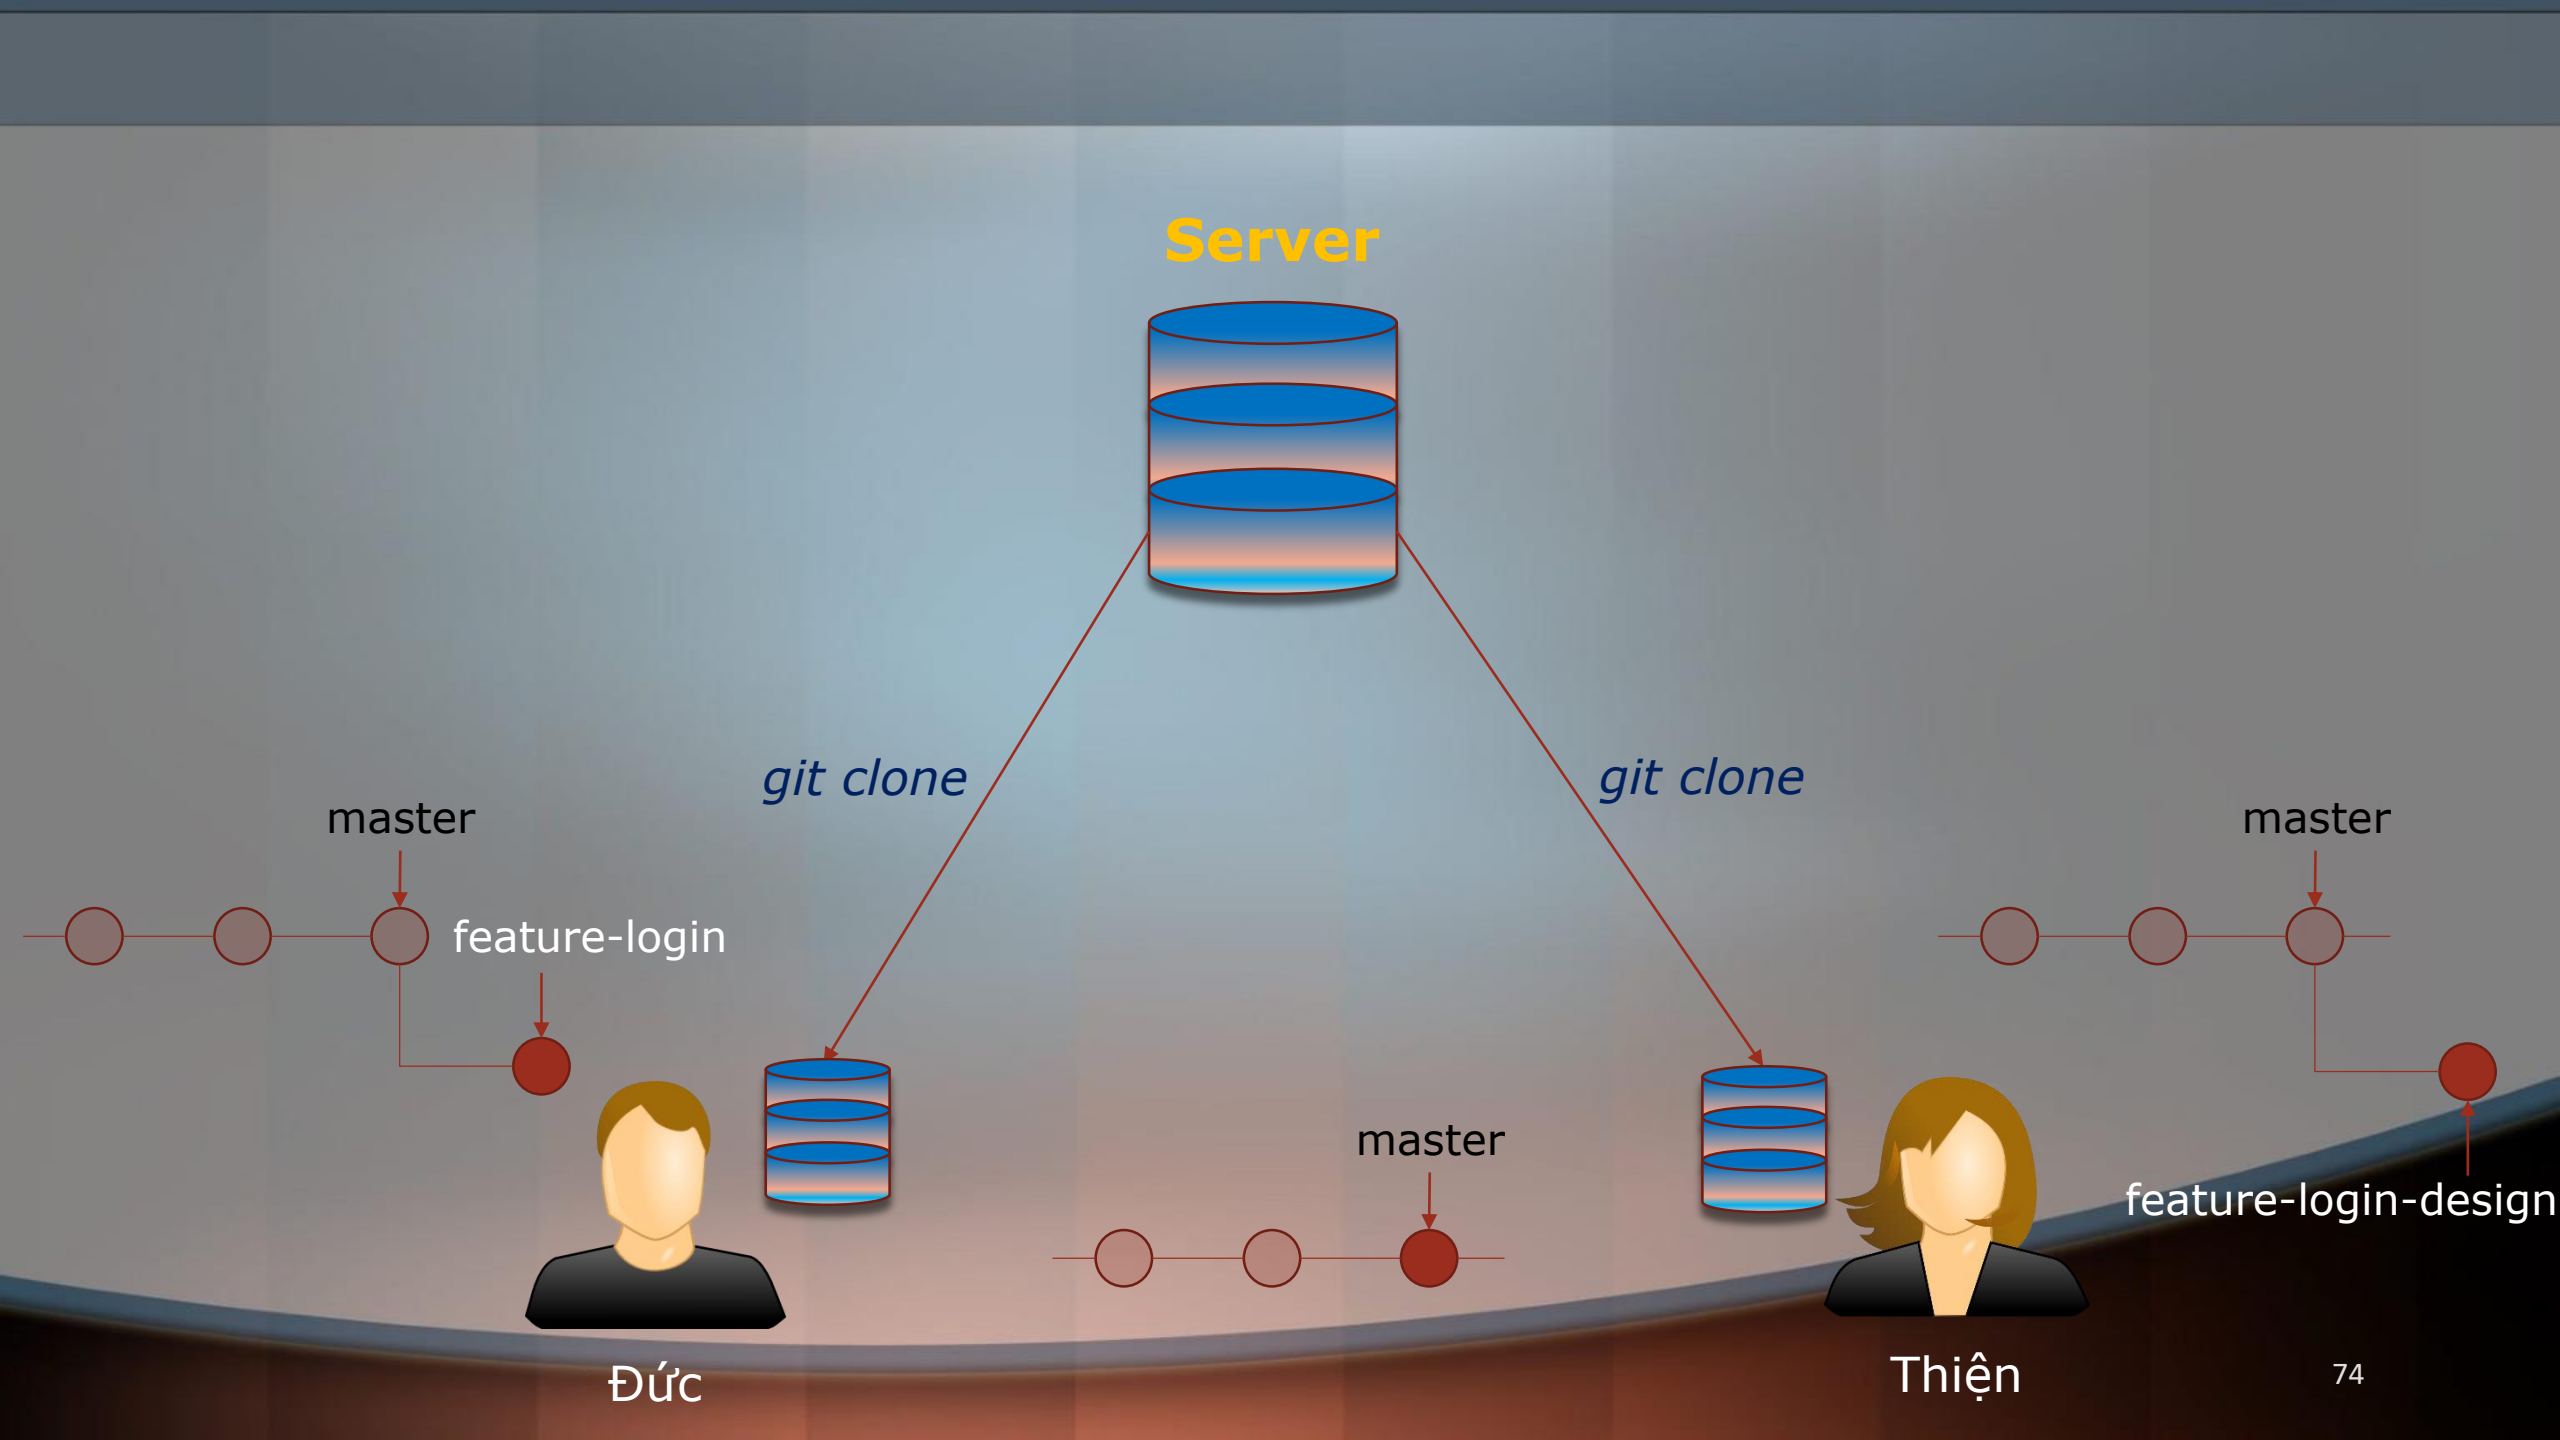 Server
git clone
git clone
master
master
feature-login
master
feature-login-design
Đức
Thiện
74